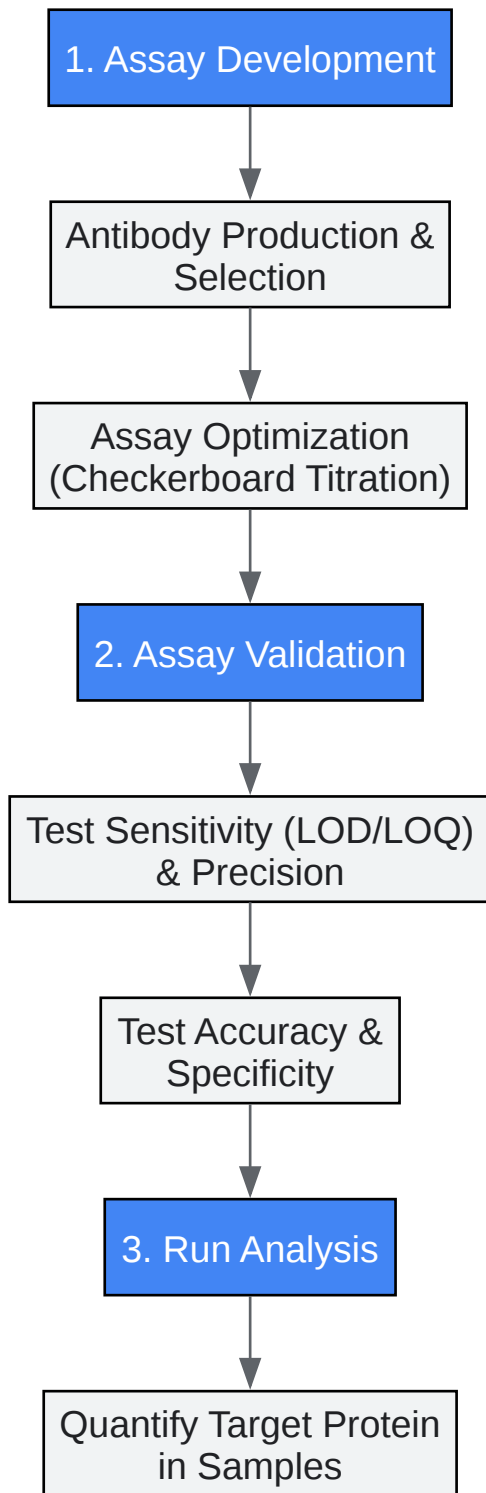 1. Assay Development
Antibody Production &
Selection
Assay Optimization
(Checkerboard Titration)
2. Assay Validation
Test Sensitivity (LOD/LOQ)
& Precision
Test Accuracy &
Specificity
3. Run Analysis
Quantify Target Protein
in Samples